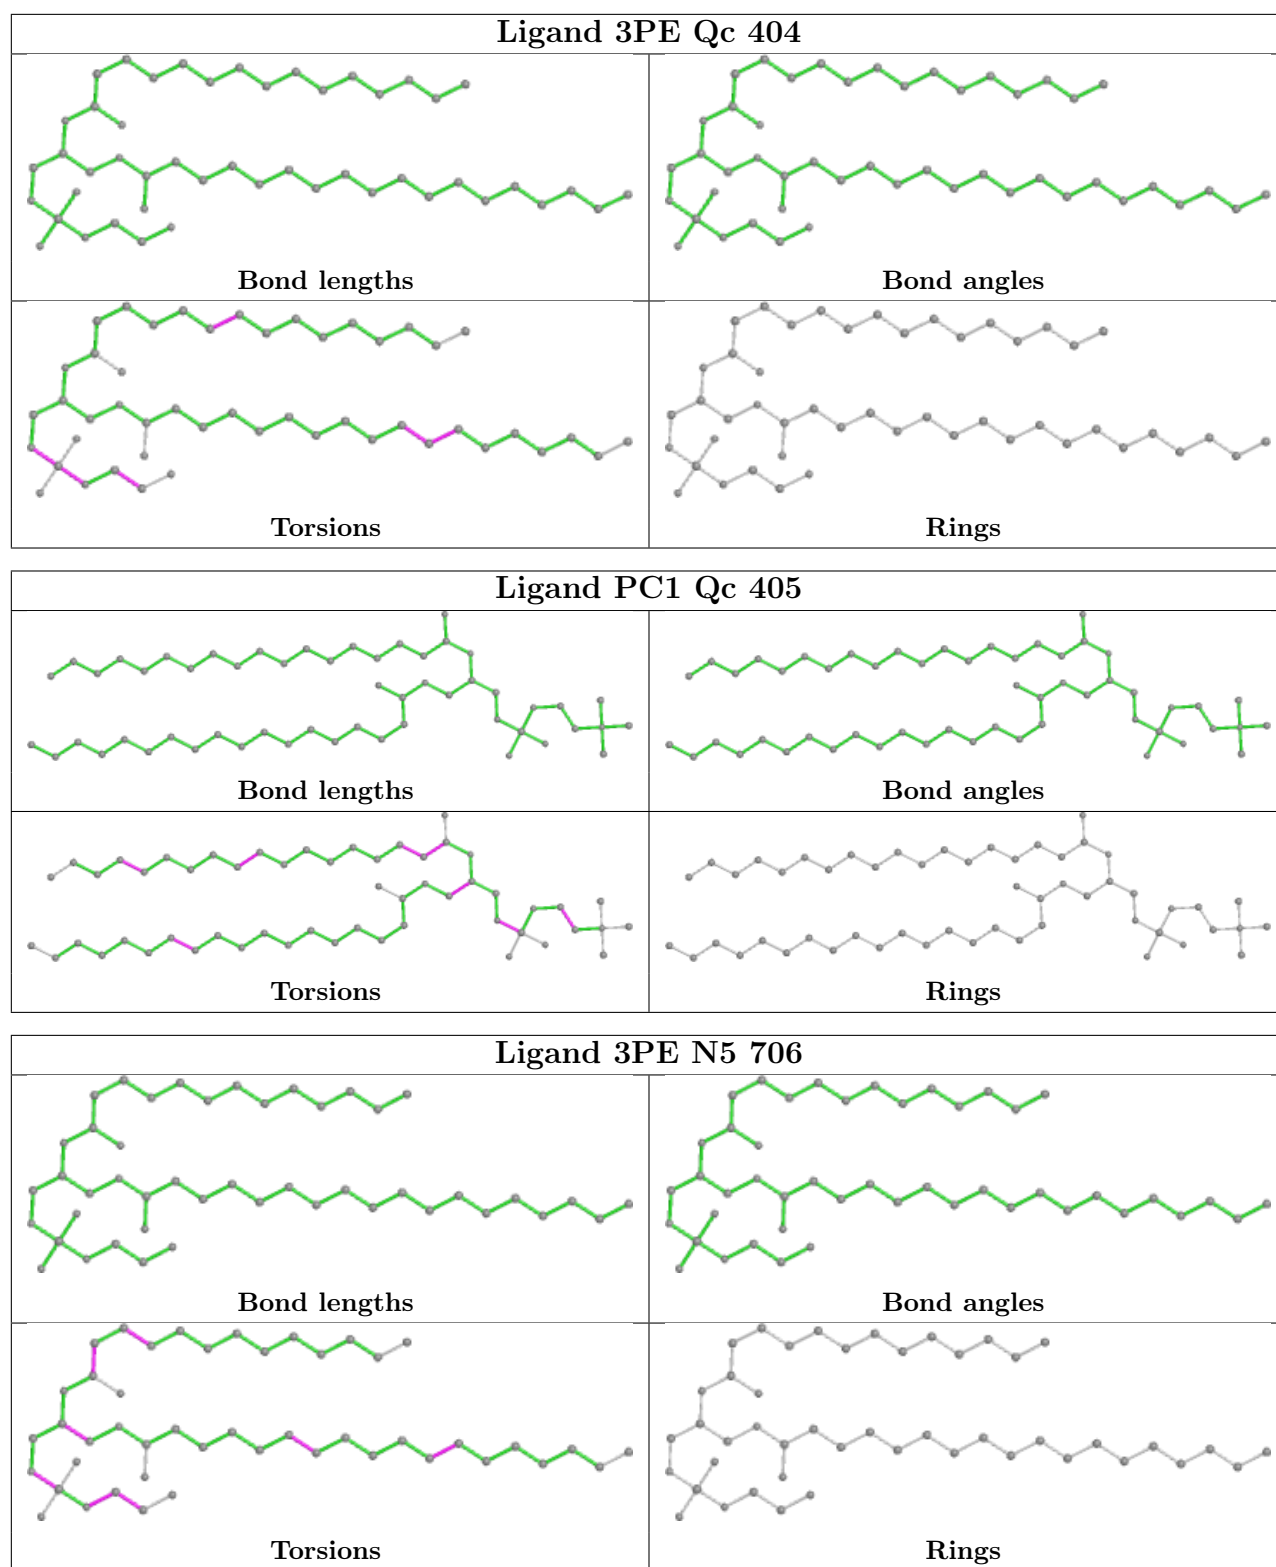 Ligand 3PE Qc 404
Bond lengths
Bond angles
Torsions
Rings
Ligand PC1 Qc 405
Bond lengths
Bond angles
Torsions
Rings
Ligand 3PE N5 706
Bond lengths
Bond angles
Torsions
Rings